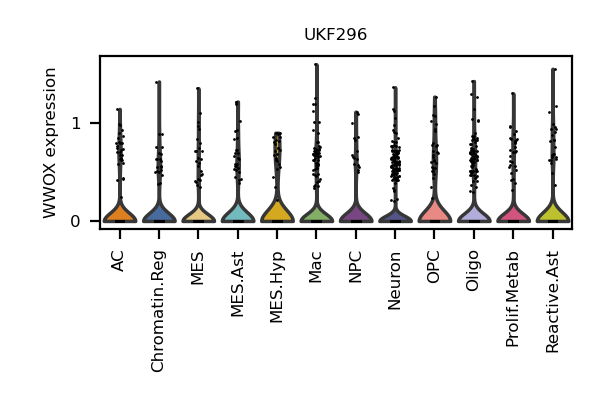 UKF296
WWOX expression
1
0
AC
Chromatin.Reg
MES
MES.Ast
MES.Hyp
Mac
NPC
Neuron
OPC
Oligo
Prolif.Metab
Reactive.Ast